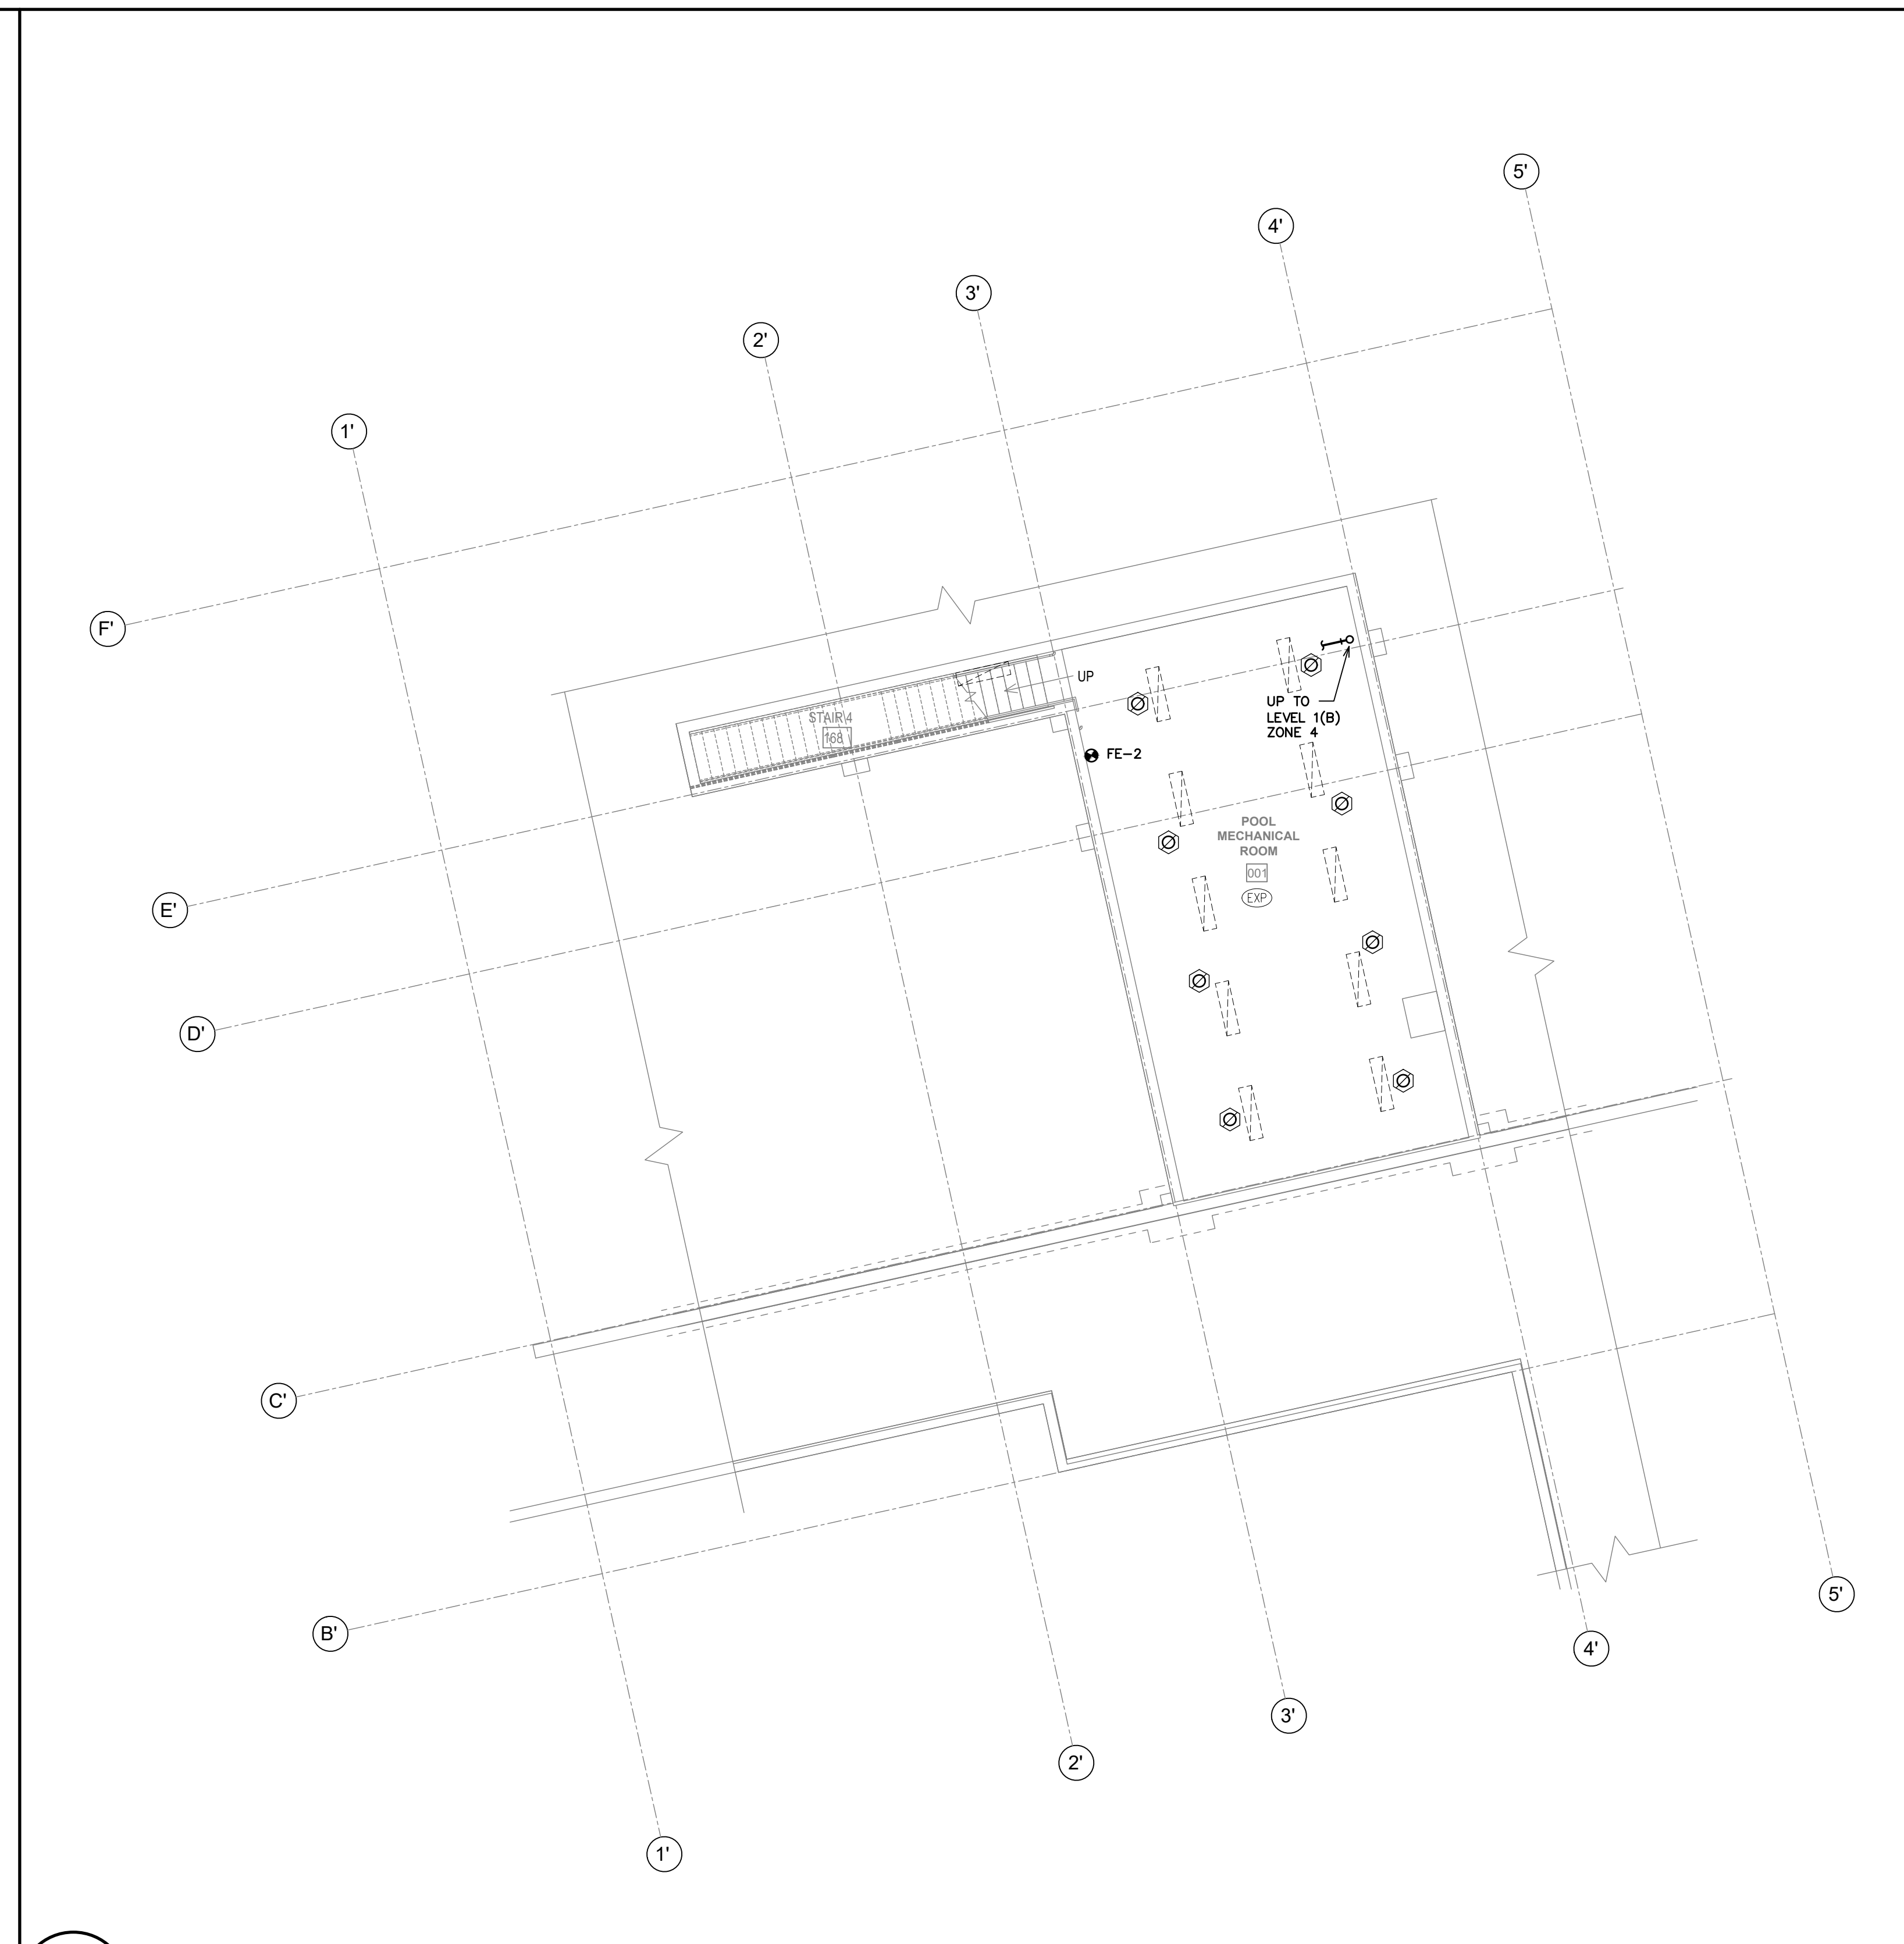 5'
4'
3'
2'
1'
F'
UP
STAIR 4
168
UP TO
LEVEL 1(B)
ZONE 4
FE-2
POOL
MECHANICAL
ROOM
001
EXP
E'
D'
C'
B'
5'
4'
3'
2'
1'